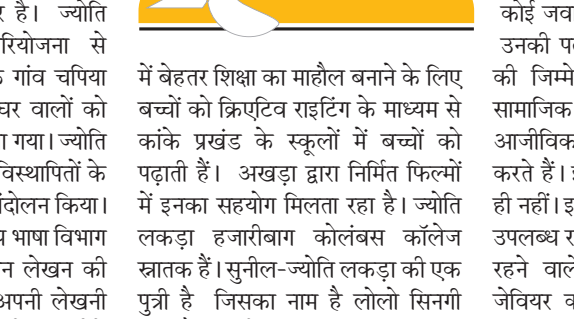 र है। ज्योति
रियोजना से
गांव चपिया
घर वालों को
ा गया। ज्योति
विस्थापितों के
ंदोलन किया।
य भाषा विभाग
न लेखन की
अपनी लेखनी
में बेहतर शिक्षा का माहौल बनाने के लिए
बच्चों को क्रिएटिव राइटिंग के माध्यम से
कांके प्रखंड के स्कूलों में बच्चों को
पढ़ाती हैं। अखड़ा द्वारा निर्मित फिल्मों
में इनका सहयोग मिलता रहा है। ज्योति
लकड़ा हजारीबाग कोलंबस कॉलेज
स्नातक हैं। सुनील-ज्योति लकड़ा की एक
पुत्री है जिसका नाम है लोलो सिनगी
कोई जवा
उनकी पत
की जिम्मे
सामाजिक
आजीविक
करते हैं।
ही नहीं। इ
उपलब्ध र
रहने वाले
जेवियर व